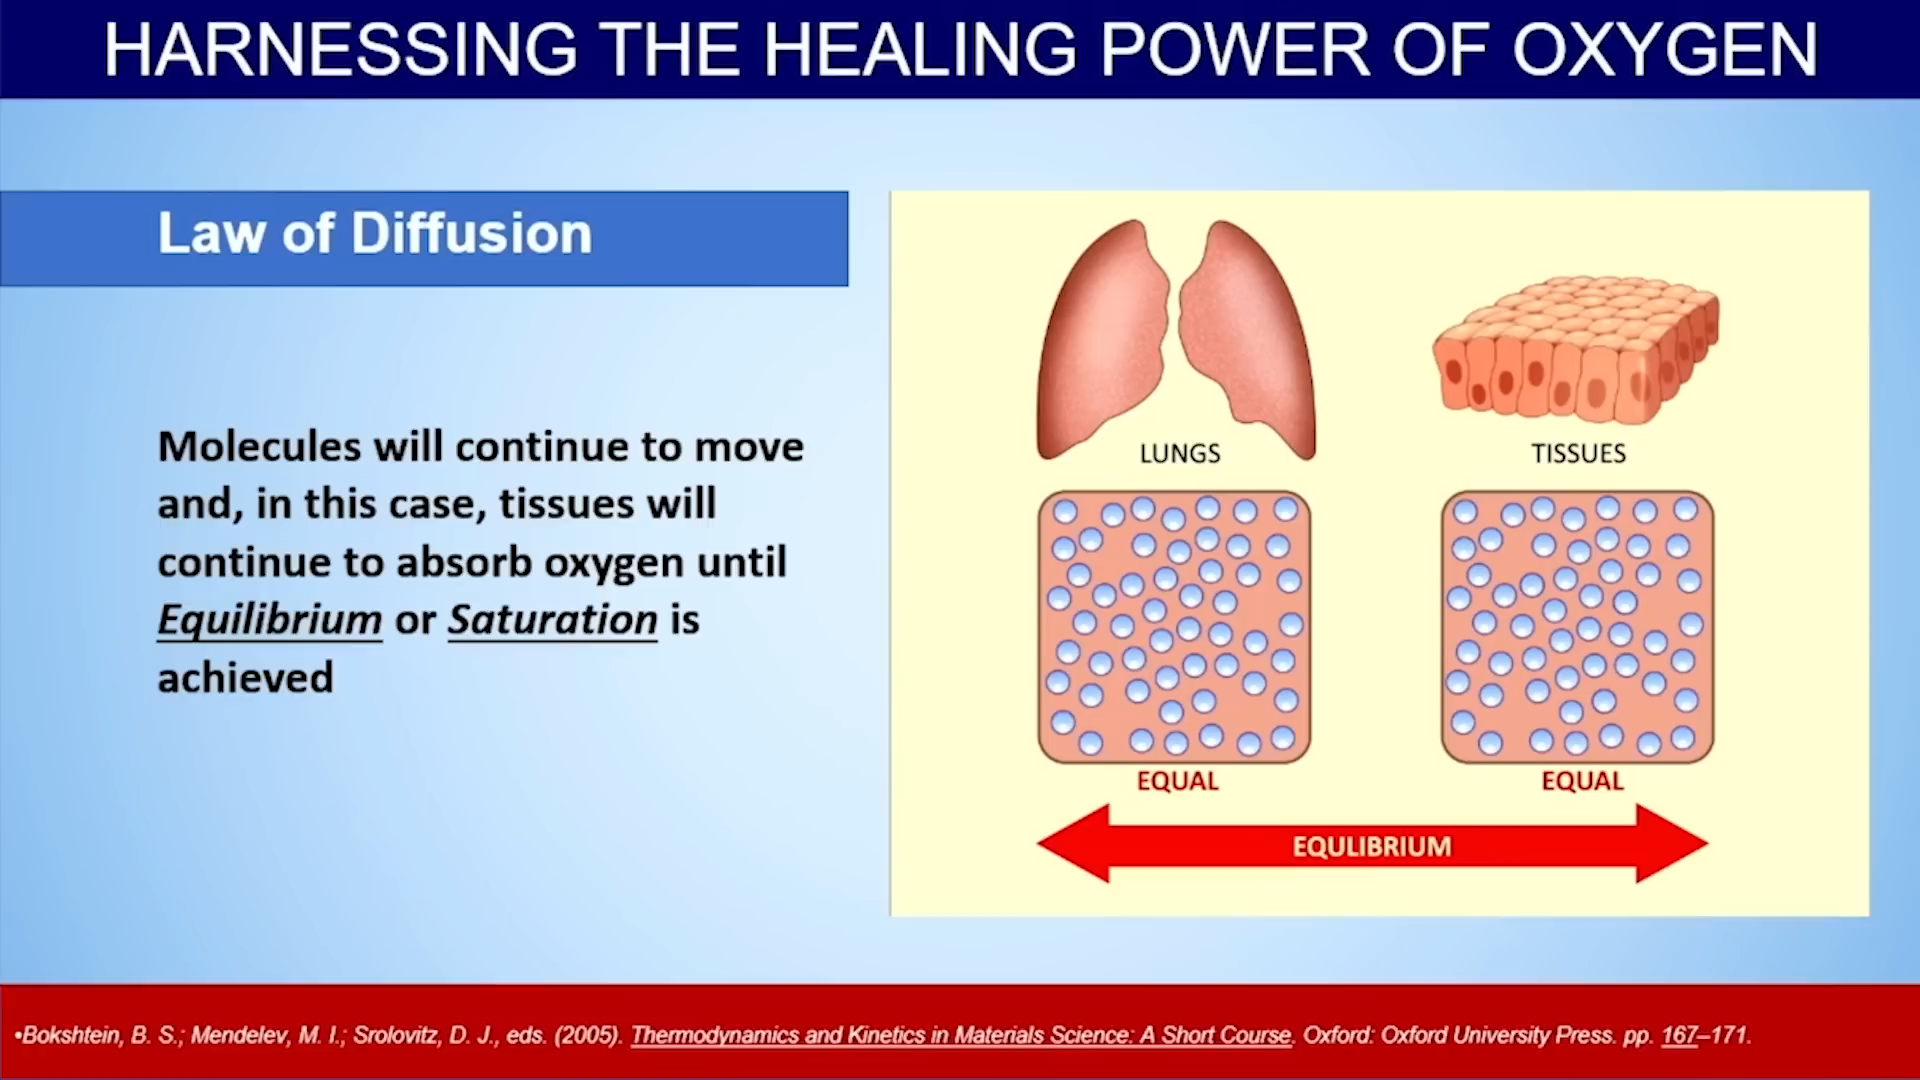 HARNESSING THE HEALING POWER OF OXYGEN
Law of Diffusion
Molecules will continue to move
and, in this case, tissues will
continue to absorb oxygen until
Equilibrium or Saturation is
achieved
LUNGS
TISSUES
EQUAL
EQUAL
EQULIBRIUM
•Bokshtein, B. S.; Mendelev, M. I.; Srolovitz, D. J., eds. (2005). Thermodynamics and Kinetics in Materials Science: A Short Course. Oxford: Oxford University Press. pp. 167–171.